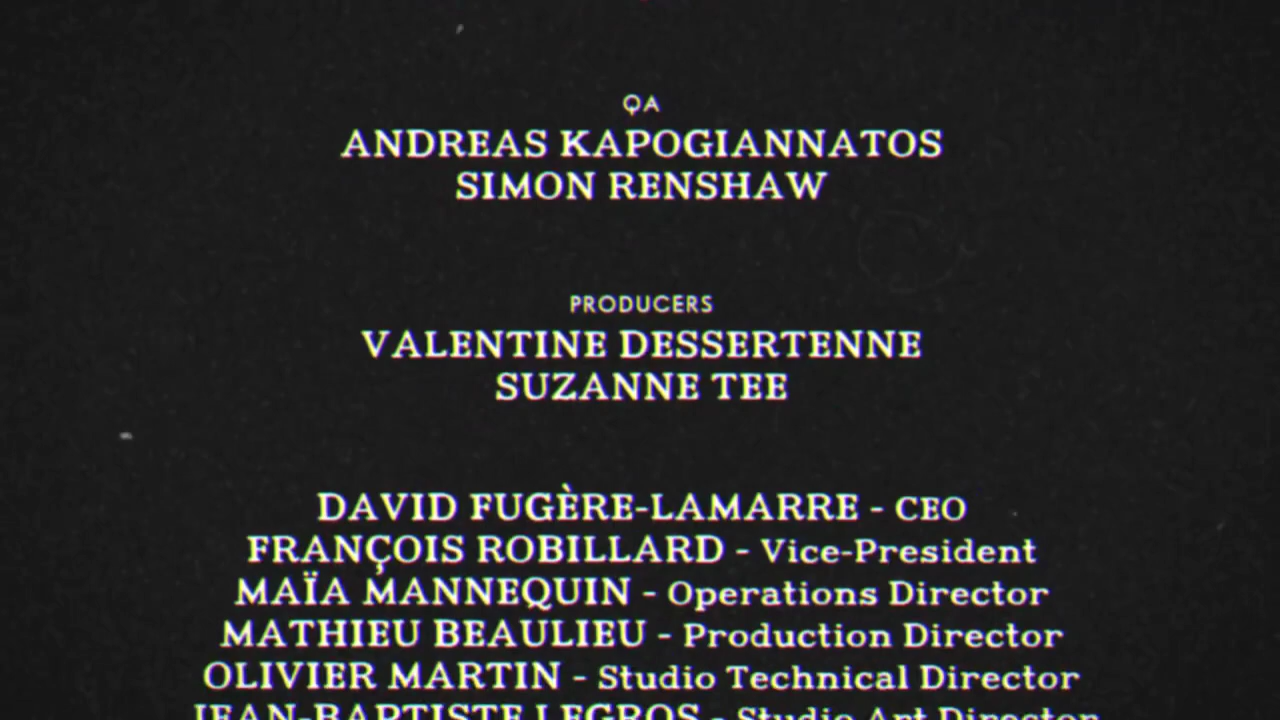 QA
ANDREAS KAPOGIANNATOS
SIMON RENSHAW
PRODUCERS
VALENTINE DESSERTENNE
SUZANNE TEE
DAVID FUGÈRE-LAMARRE - CEO
FRANÇOIS ROBILLARD - Vice-President
MAÏA MANNEQUIN - Operations Director
MATHIEU BEAULIEU - Production Director
OLIVIER MARTIN - Studio Technical Director
JEAN-BAPTISTE LEGROS - Studio Art Director